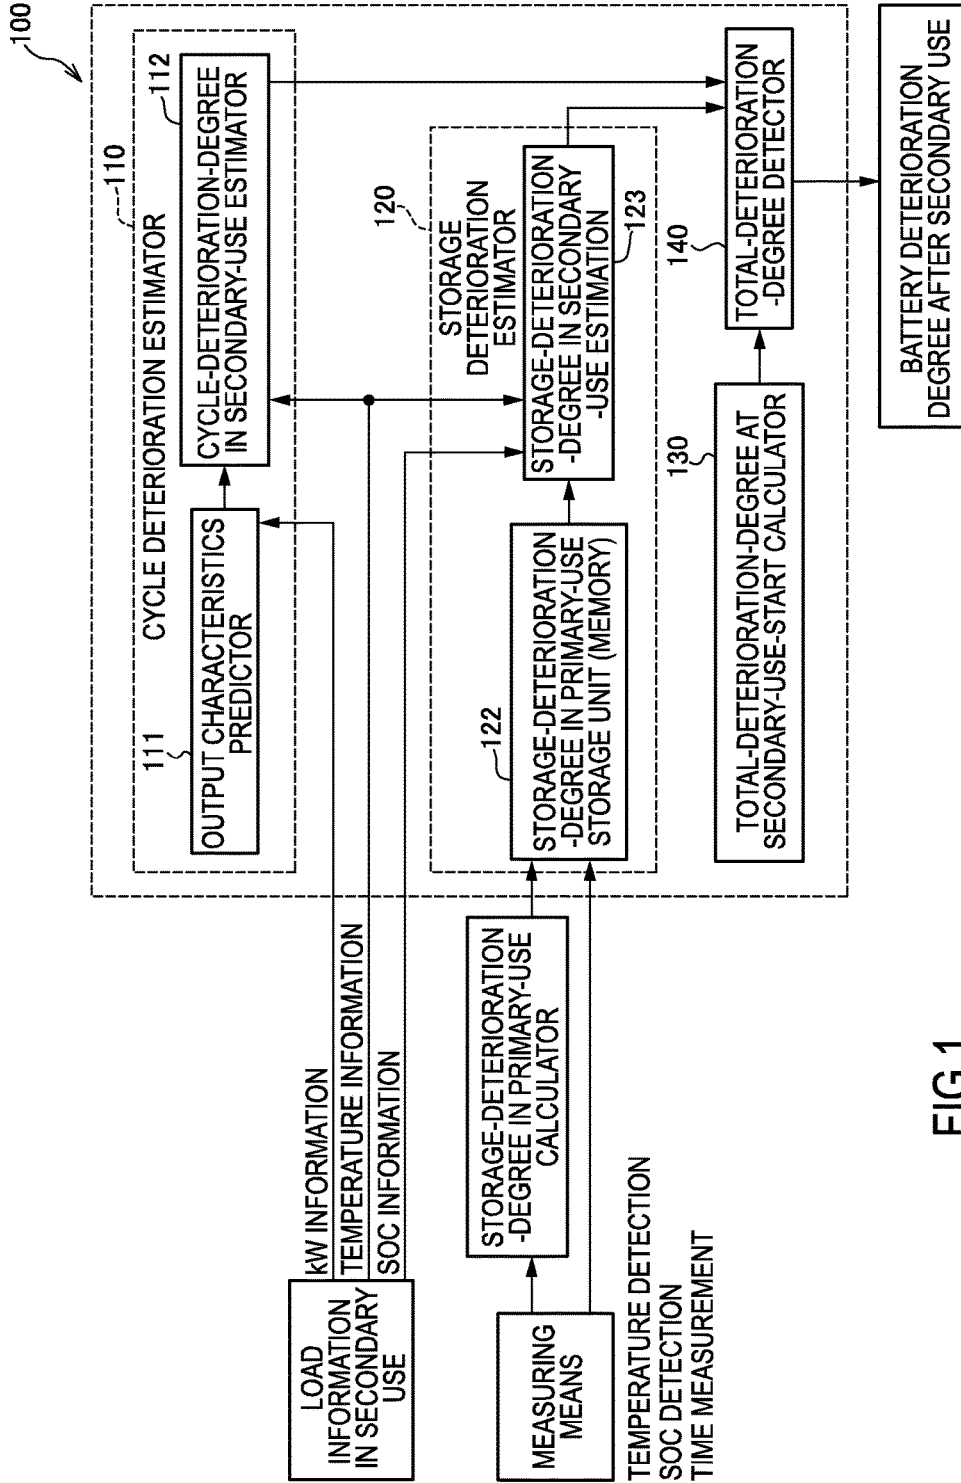 100
110
CYCLE DETERIORATION ESTIMATOR
111
OUTPUT CHARACTERISTICS
PREDICTOR
112
CYCLE-DETERIORATION-DEGREE
IN SECONDARY-USE ESTIMATOR
LOAD
INFORMATION
IN SECONDARY
USE
kW INFORMATION
TEMPERATURE INFORMATION
SOC INFORMATION
120
STORAGE
DETERIORATION
ESTIMATOR
MEASURING
MEANS
TEMPERATURE DETECTION
SOC DETECTION
TIME MEASUREMENT
STORAGE-DETERIORATION
-DEGREE IN PRIMARY-USE
CALCULATOR
122
STORAGE-DETERIORATION
-DEGREE IN PRIMARY-USE
STORAGE UNIT (MEMORY)
STORAGE-DETERIORATION
-DEGREE IN SECONDARY
-USE ESTIMATION
123
130
TOTAL-DETERIORATION-DEGREE AT
SECONDARY-USE-START CALCULATOR
140
TOTAL-DETERIORATION
-DEGREE DETECTOR
BATTERY DETERIORATION
DEGREE AFTER SECONDARY USE
FIG.1